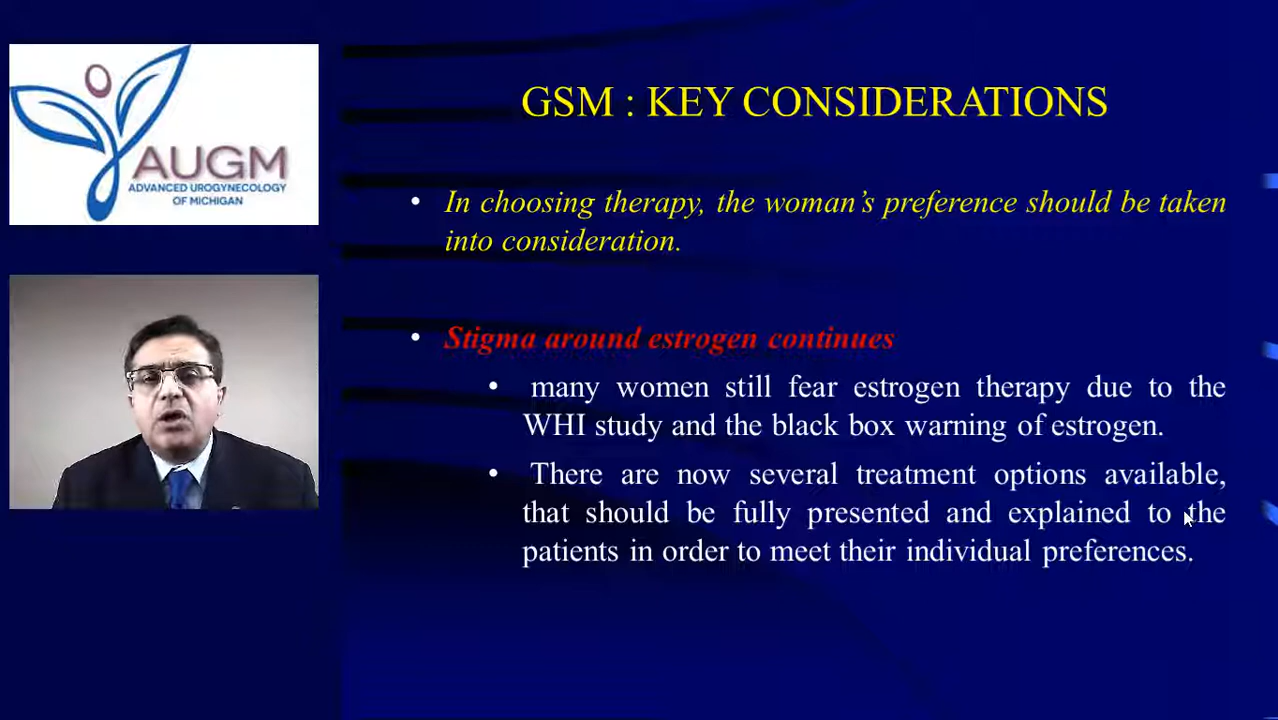 AUGM
ADVANCED UROGYNECOLOGY
OF MICHIGAN
GSM : KEY CONSIDERATIONS
• In choosing therapy, the woman's preference should be taken
into consideration.
• Stigma around estrogen continues
• many women still fear estrogen therapy due to the
WHI study and the black box warning of estrogen.
• There are now several treatment options available,
that should be fully presented and explained to the
patients in order to meet their individual preferences.